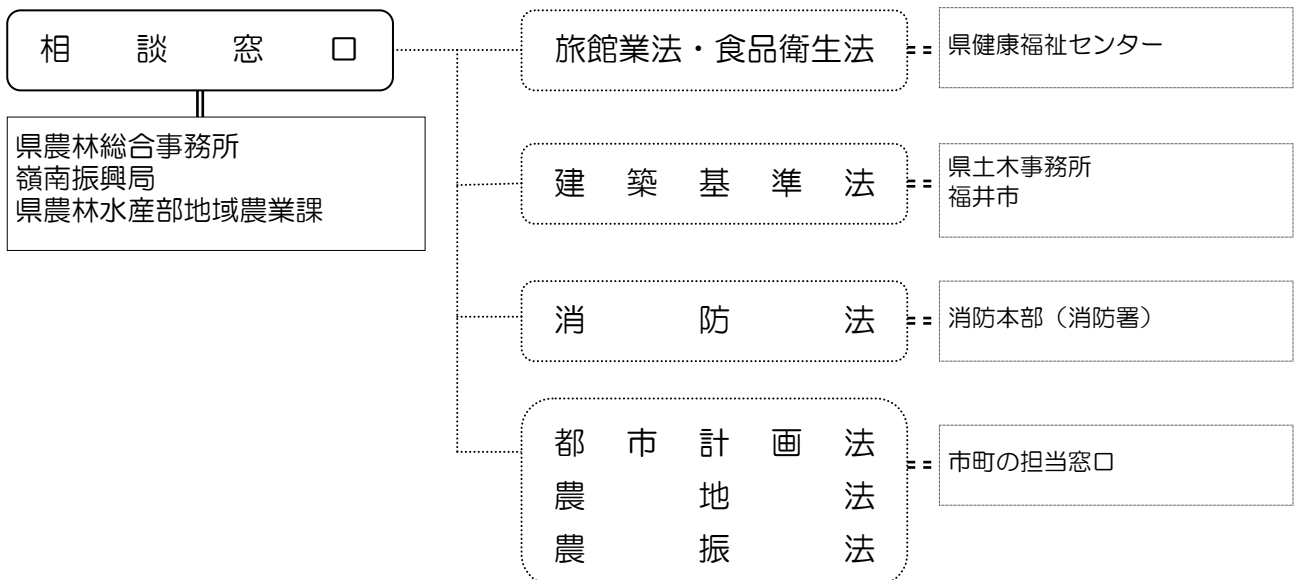 相談窓口
県農林総合事務所
嶺南振興局
県農林水産部地域農業課
旅館業法・食品衛生法
県健康福祉センター
建築基準法
県土木事務所
福井市
消防法
消防本部（消防署）
都市計画法
農地法
農振法
市町の担当窓口